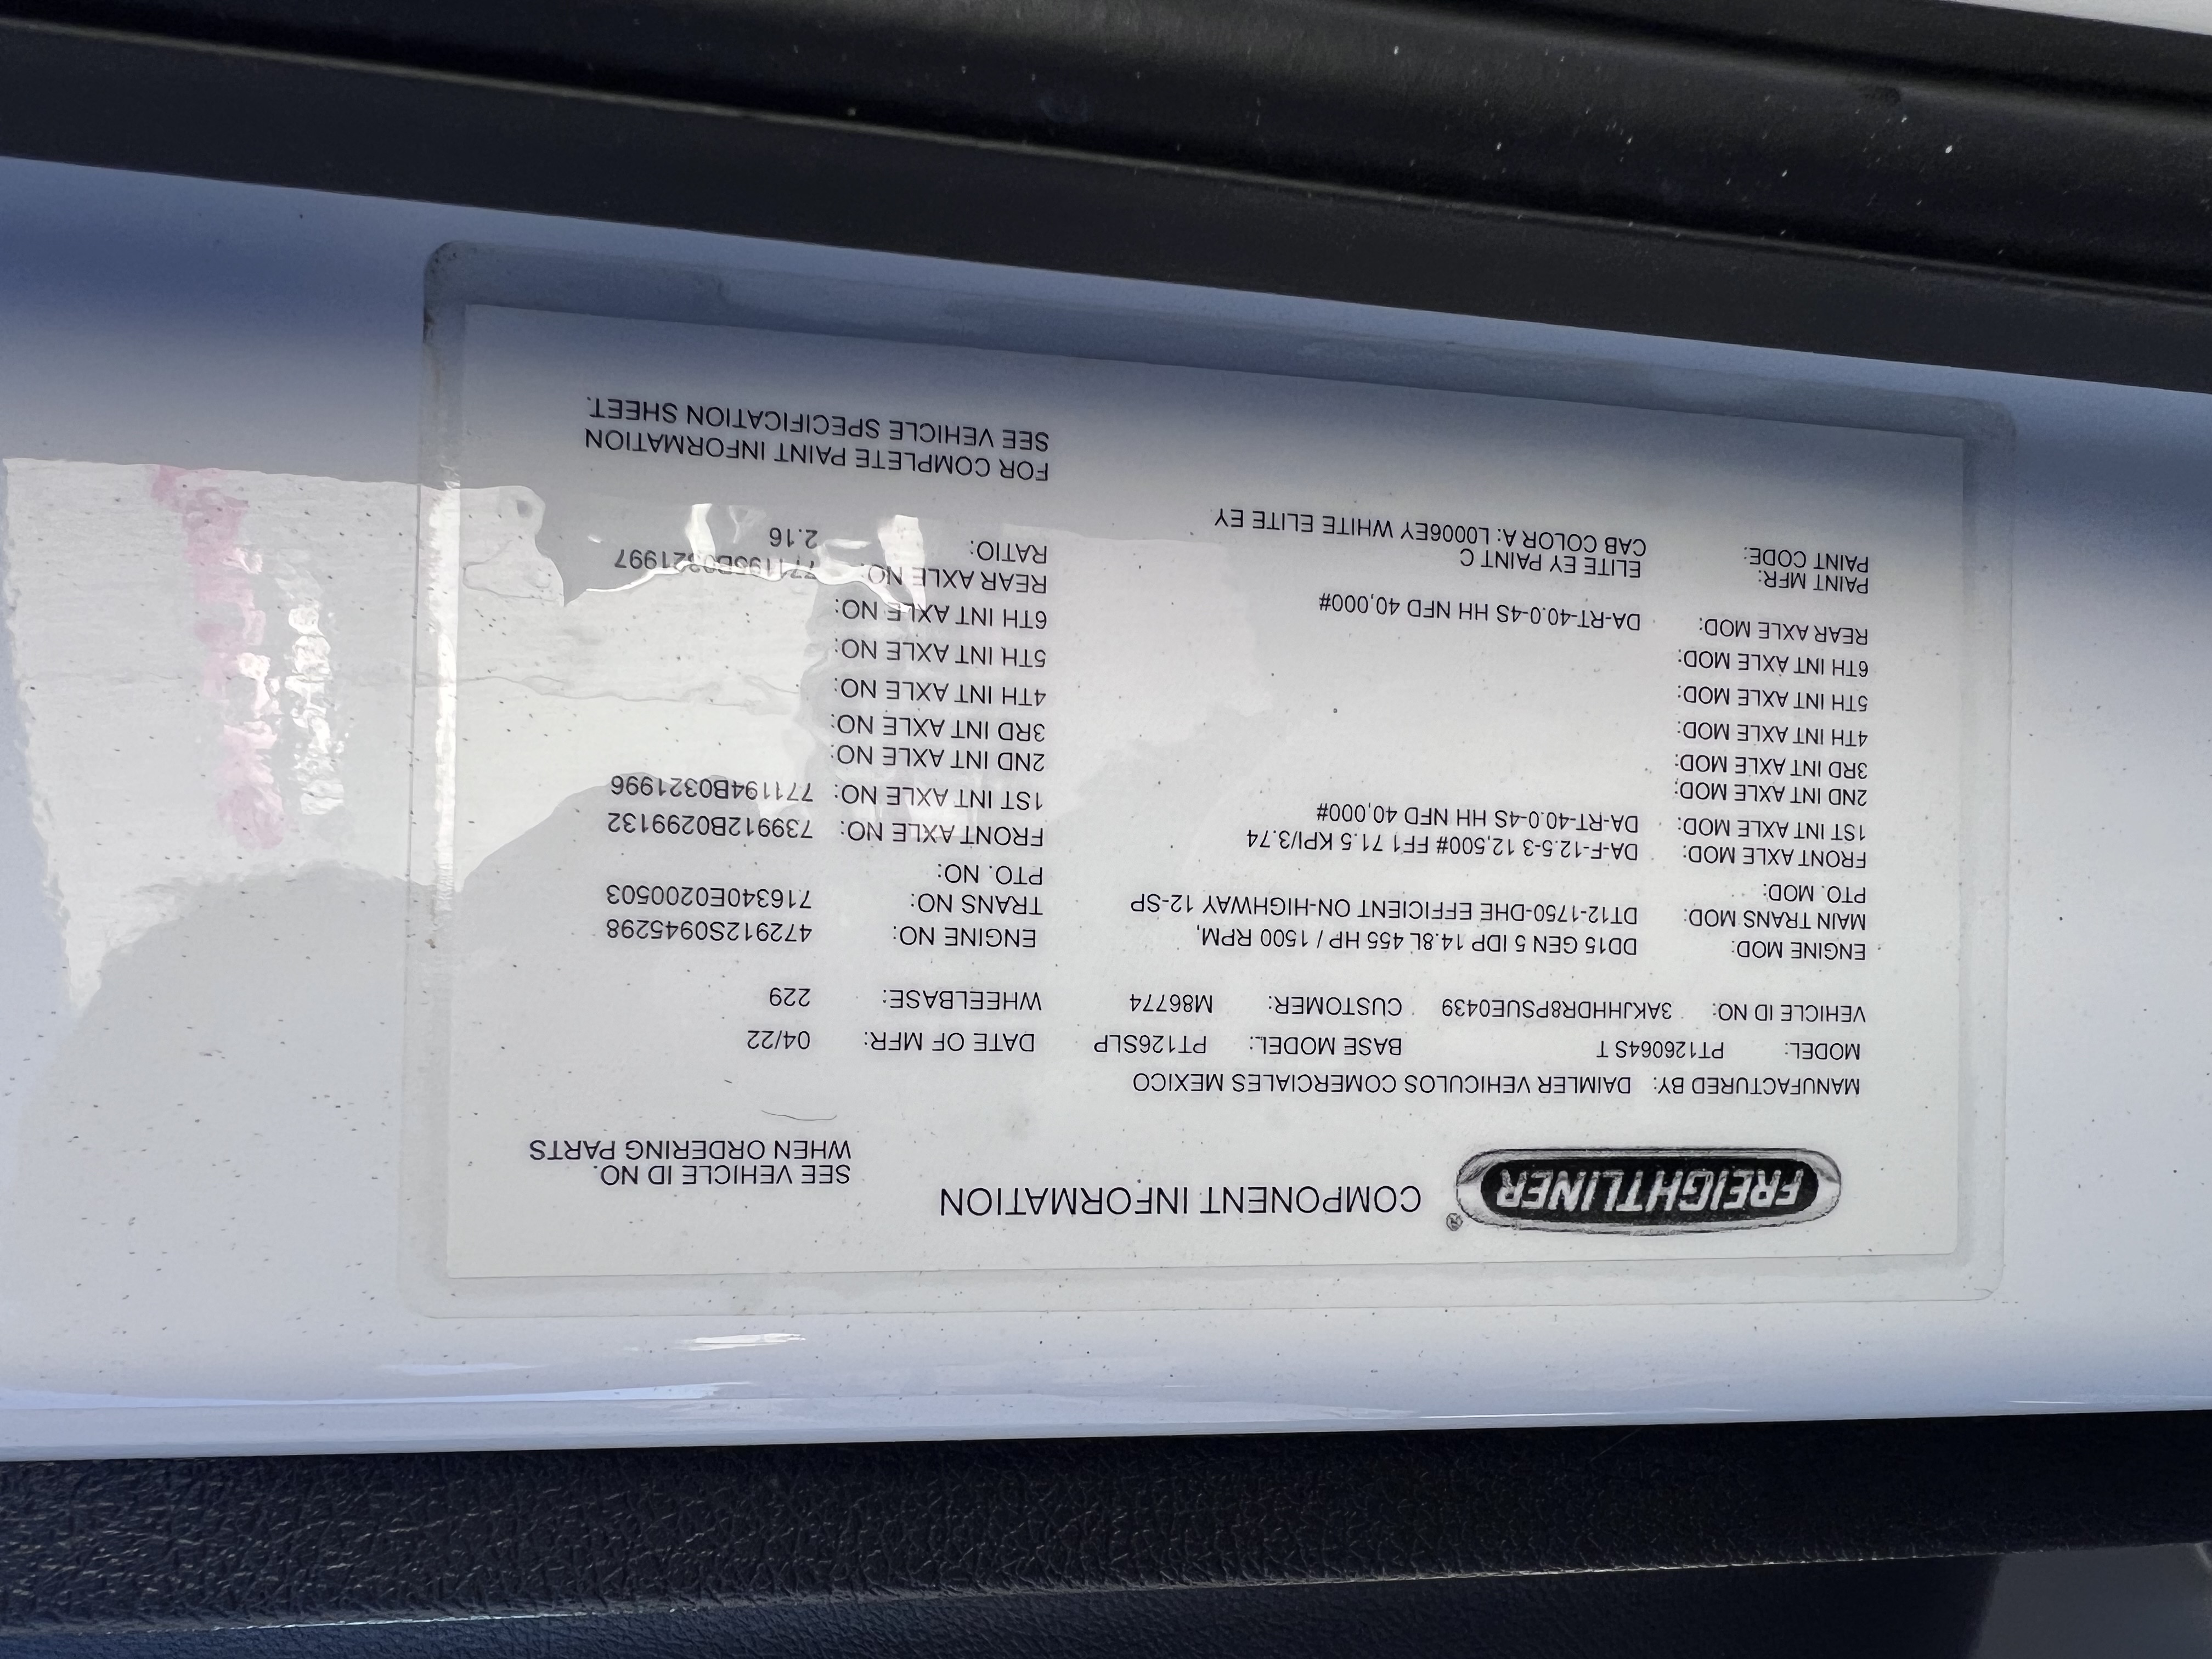 FREIGHTLINER® COMPONENT INFORMATION
SEE VEHICLE ID NO.
WHEN ORDERING PARTS
MANUFACTURED BY: DAIMLER VEHICULOS COMERCIALES MEXICO
MODEL: PT126064S T BASE MODEL: PT126SLP DATE OF MFR: 04/22
VEHICLE ID NO: 3AKJHHDR8PSUE0439 CUSTOMER: M86774 WHEELBASE: 229
ENGINE MOD: DD15 GEN 5 IDP 14.8L 455 HP / 1500 RPM, ENGINE NO: 472912S0945298
MAIN TRANS MOD: DT12-1750-DHE EFFICIENT ON-HIGHWAY 12-SP TRANS NO: 716340E0200503
PTO. MOD: PTO. NO:
FRONT AXLE MOD: DA-F-12.5-3 12,500# FF1 71.5 KPI/3.74 FRONT AXLE NO: 739912B0299132
1ST INT AXLE MOD: DA-RT-40.0-4S HH NFD 40,000# 1ST INT AXLE NO: 771194B0321996
2ND INT AXLE MOD: 2ND INT AXLE NO:
3RD INT AXLE MOD: 3RD INT AXLE NO:
4TH INT AXLE MOD: 4TH INT AXLE NO:
5TH INT AXLE MOD: 5TH INT AXLE NO:
6TH INT AXLE MOD: 6TH INT AXLE NO:
REAR AXLE MOD: DA-RT-40.0-4S HH NFD 40,000# REAR AXLE NO: 771195B0321997
RATIO: 2.16
PAINT MFR: ELITE EY PAINT C
PAINT CODE: CAB COLOR A: L0006EY WHITE ELITE EY
FOR COMPLETE PAINT INFORMATION
SEE VEHICLE SPECIFICATION SHEET.